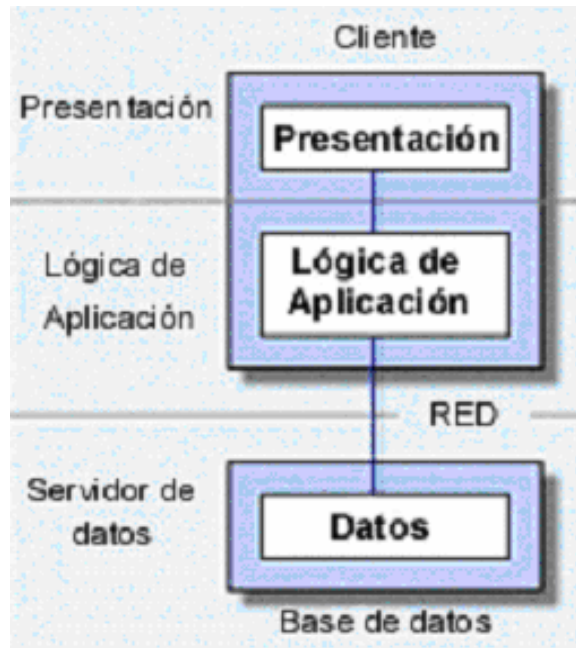 Cliente
Presentación
Presentación
Lógica de
Aplicación
Lógica de
Aplicación
RED
Servidor de
datos
Datos
Base de datos